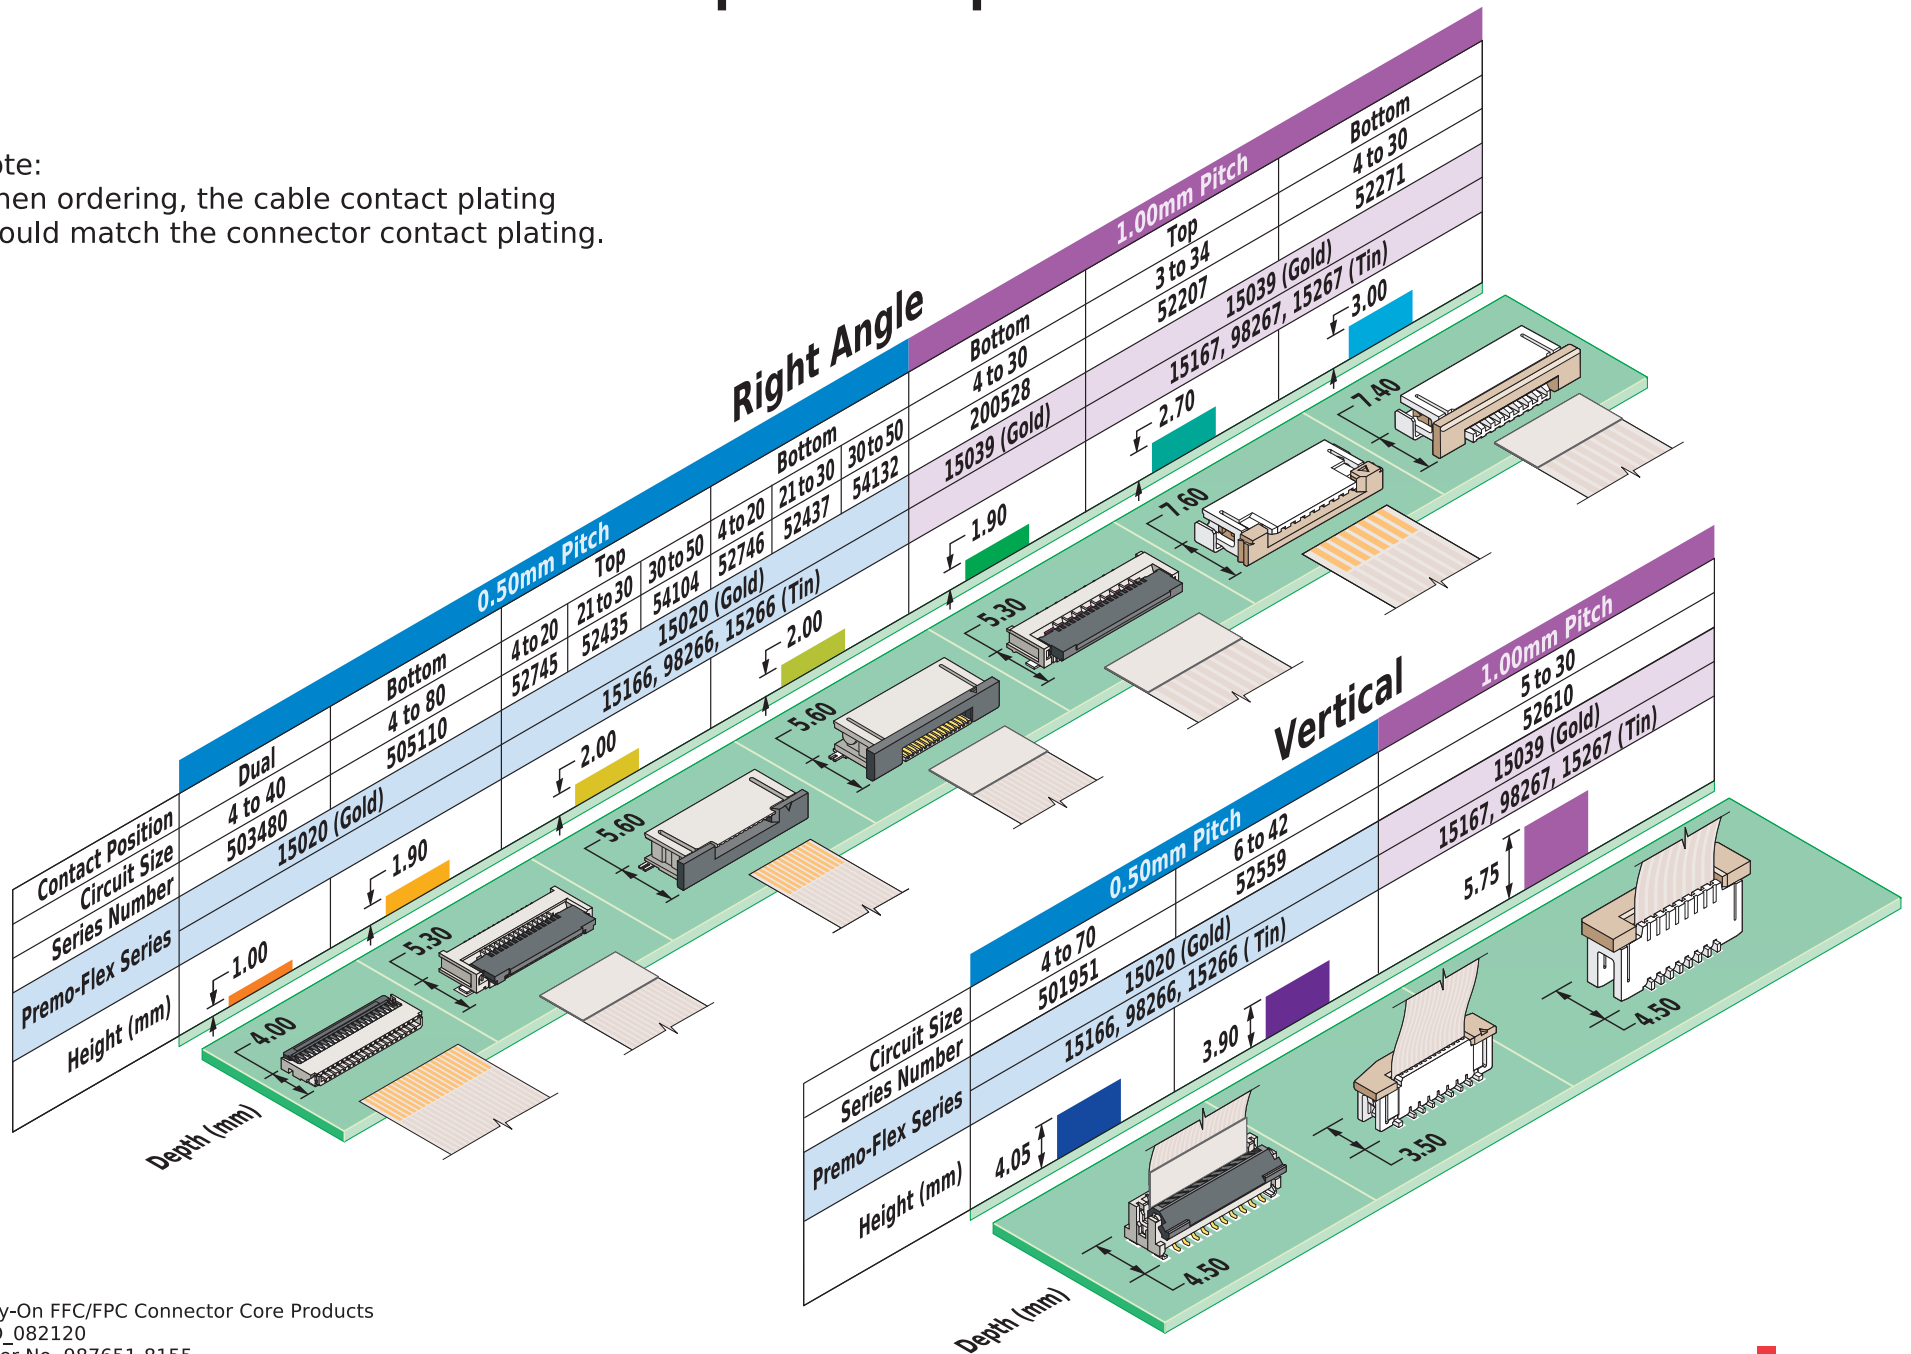 ote:
hen ordering, the cable contact plating
ould match the connector contact plating.
Right Angle
0.50mm Pitch
1.00mm Pitch
Contact Position
Dual
Bottom
Top
Bottom
Bottom
Top
Bottom
Circuit Size
4 to 40
4 to 80
4 to 20
21 to 30
30 to 50
4 to 20
21 to 30
30 to 50
4 to 30
3 to 34
4 to 30
Series Number
503480
505110
52745
52435
54104
52746
52437
54132
200528
52207
52271
Premo-Flex Series
15020 (Gold)
15020 (Gold)
15166, 98266, 15266 (Tin)
15039 (Gold)
15039 (Gold)
15167, 98267, 15267 (Tin)
Height (mm)
1.00
1.90
2.00
2.00
1.90
2.70
3.00
Depth (mm)
4.00
5.30
5.60
5.60
5.30
7.60
7.40
Vertical
0.50mm Pitch
1.00mm Pitch
Circuit Size
4 to 70
6 to 42
5 to 30
Series Number
501951
52559
52610
Premo-Flex Series
15020 (Gold)
15166, 98266, 15266 ( Tin)
15039 (Gold)
15167, 98267, 15267 (Tin)
Height (mm)
4.05
3.90
5.75
Depth (mm)
4.50
3.50
4.50
y-On FFC/FPC Connector Core Products
_082120
er No. 987651-8155